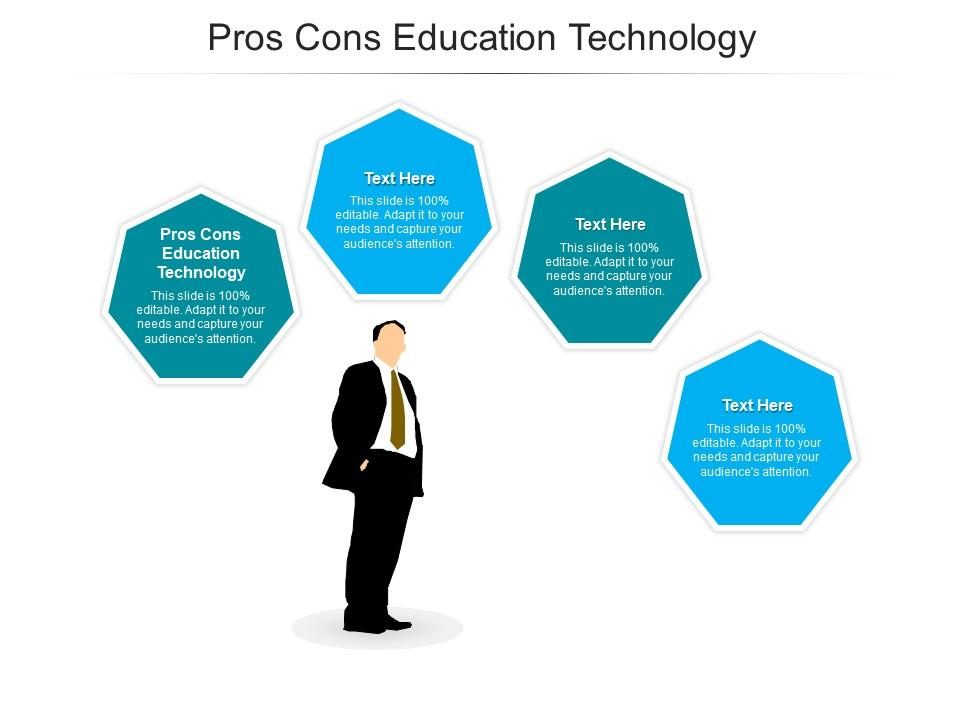 Pros Cons Education Technology
Pros Cons
Education
Technology
This slide is 100%
editable. Adapt it to your
needs and capture your
audience's attention.
Text Here
This slide is 100%
editable. Adapt it to your
needs and capture your
audience's attention.
Text Here
This slide is 100%
editable. Adapt it to your
needs and capture your
audience's attention.
Text Here
This slide is 100%
editable. Adapt it to your
needs and capture your
audience's attention.